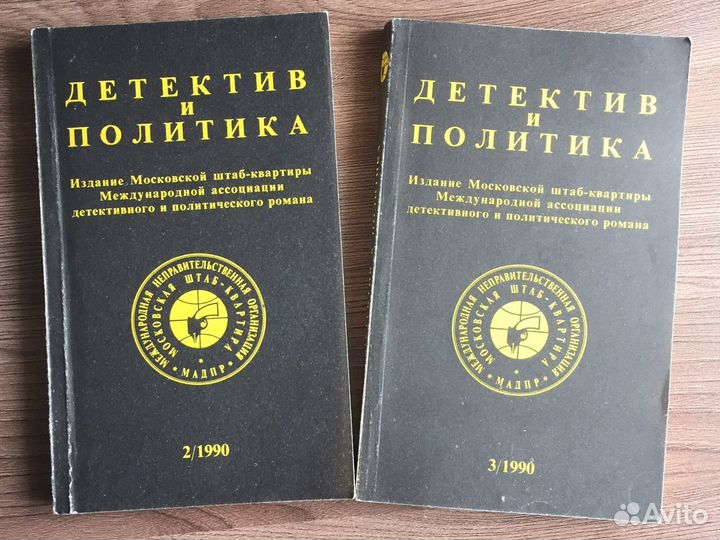 ДЕТЕКТИВ
И
ПОЛИТИКА
Издание Московской штаб-квартиры
Международной ассоциации
детективного и политического романа
МЕЖДУНАРОДНАЯ НЕПРАВИТЕЛЬСТВЕННАЯ ОРГАНИЗАЦИЯ
МОСКОВСКАЯ ШТАБ-КВАРТИРА
* МАДПР *
2/1990
ДЕТЕКТИВ
И
ПОЛИТИКА
Издание Московской штаб-квартиры
Международной ассоциации
детективного и политического романа
МЕЖДУНАРОДНАЯ НЕПРАВИТЕЛЬСТВЕННАЯ ОРГАНИЗАЦИЯ
МОСКОВСКАЯ ШТАБ-КВАРТИРА
* МАДПР *
3/1990
Avito